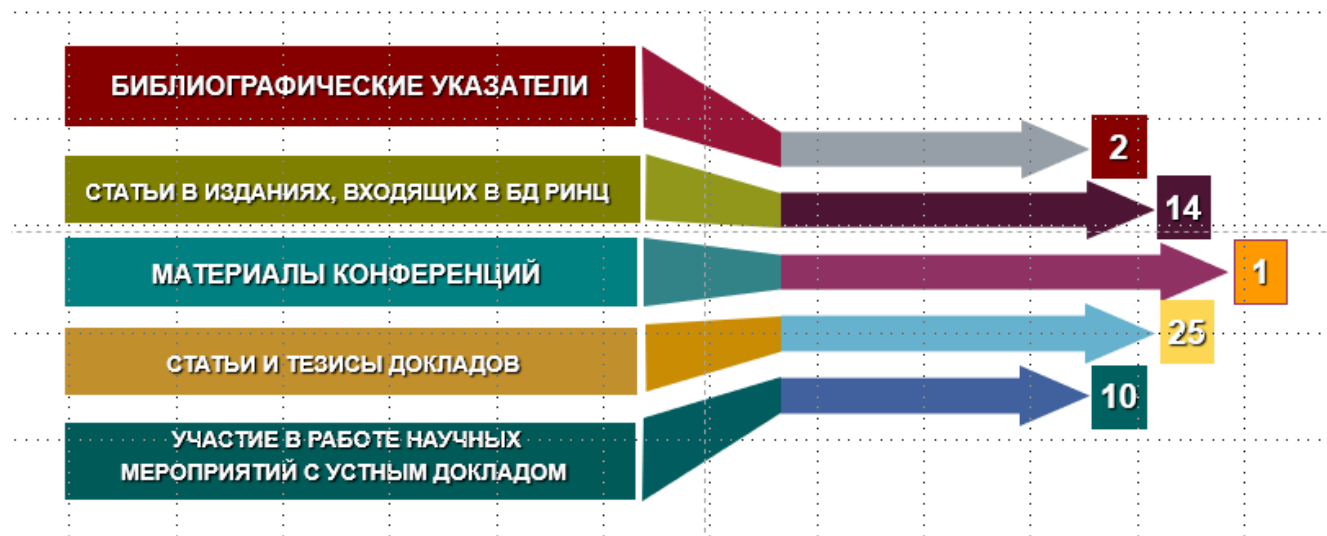 БИБЛИОГРАФИЧЕСКИЕ УКАЗАТЕЛИ
2
СТАТЬИ В ИЗДАНИЯХ, ВХОДЯЩИХ В БД РИНЦ
14
МАТЕРИАЛЫ КОНФЕРЕНЦИЙ
1
СТАТЬИ И ТЕЗИСЫ ДОКЛАДОВ
25
УЧАСТИЕ В РАБОТЕ НАУЧНЫХ
МЕРОПРИЯТИЙ С УСТНЫМ ДОКЛАДОМ
10